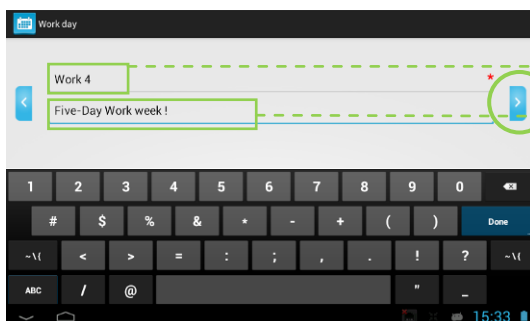 Work day
Work 4
*
Five-Day Work week !
1 2 3 4 5 6 7 8 9 0
# $ % & * - + ( ) Done
~\{ < > = : ; , . ! ? ~\{
ABC / @ " _
15:33